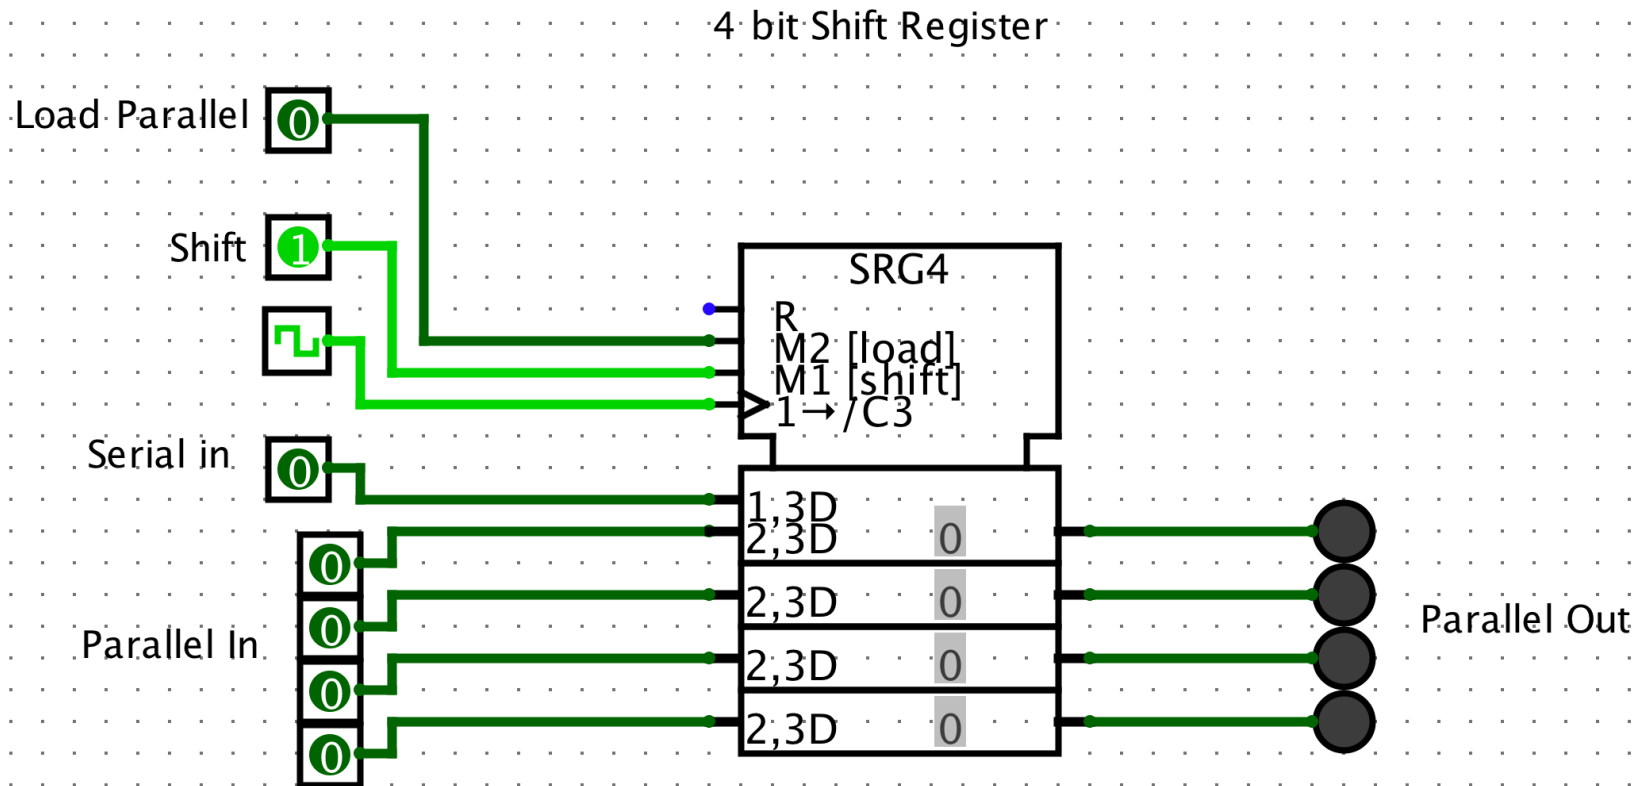 4 bit Shift Register
Load Parallel
0
Shift
1
SRG4
R
M2 [load]
M1 [shift]
1→/C3
Serial in
0
1,3D
2,3D
0
2,3D
0
2,3D
0
2,3D
0
Parallel In
0
0
0
0
Parallel Out